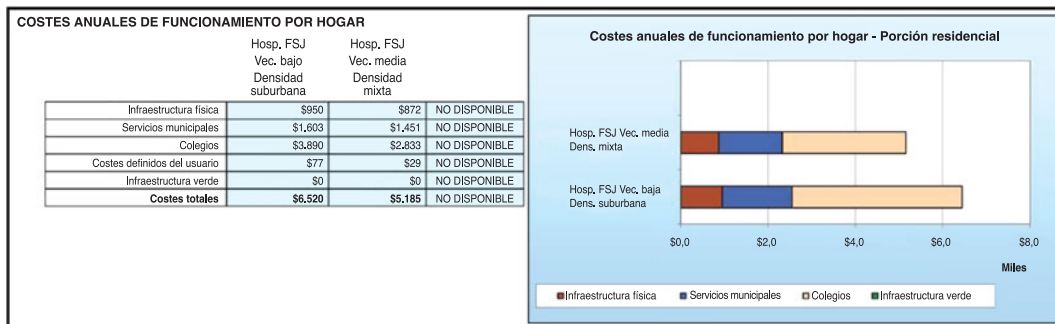 COSTES ANUALES DE FUNCIONAMIENTO POR HOGAR
Hosp. FSJ Hosp. FSJ
Vec. bajo Vec. media
Densidad Densidad
suburbana mixta
Infraestructura física $950 $872 NO DISPONIBLE
Servicios municipales $1.603 $1.451 NO DISPONIBLE
Colegios $3.890 $2.833 NO DISPONIBLE
Costes definidos del usuario $77 $29 NO DISPONIBLE
Infraestructura verde $0 $0 NO DISPONIBLE
Costes totales $6.520 $5.185 NO DISPONIBLE
Costes anuales de funcionamiento por hogar - Porción residencial
Hosp. FSJ Vec. media
Dens. mixta
Hosp. FSJ Vec. baja
Dens. suburbana
$0,0 $2,0 $4,0 $6,0 $8,0
Miles
Infraestructura física Servicios municipales Colegios Infraestructura verde